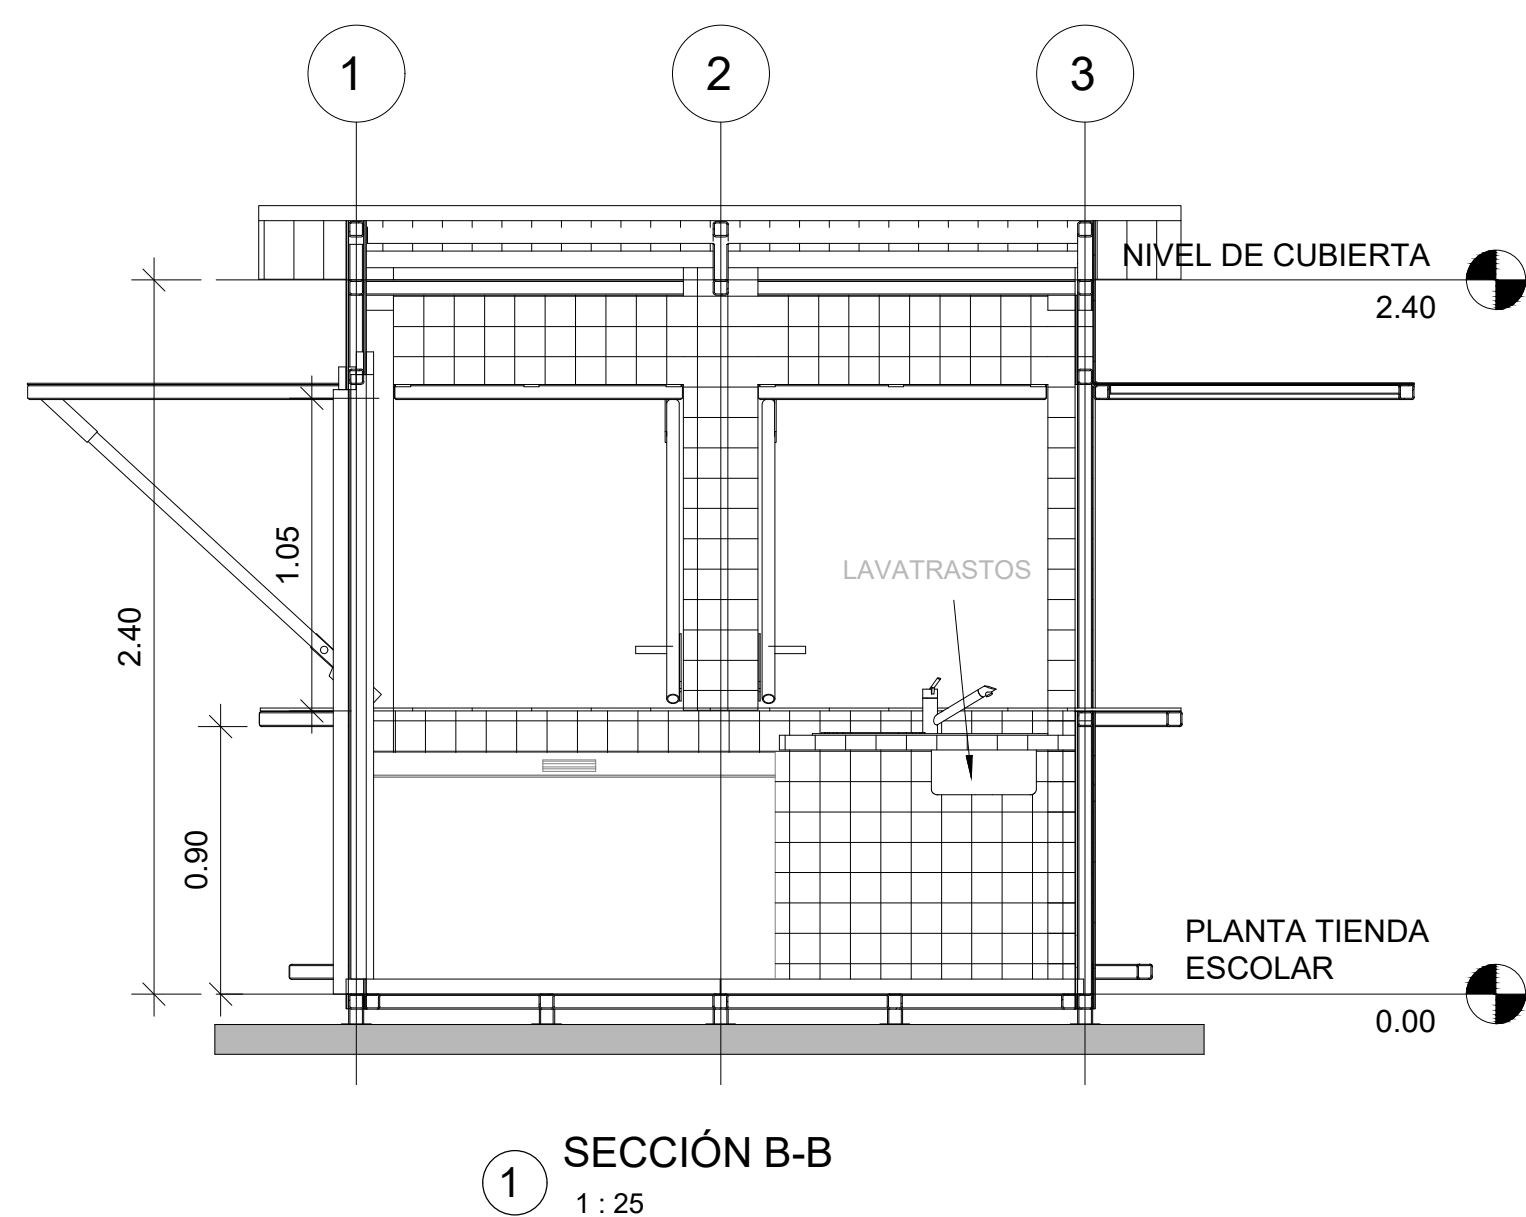 1
2
3
NIVEL DE CUBIERTA
2.40
1.05
LAVATRASTOS
2.40
0.90
PLANTA TIENDA
ESCOLAR
0.00
1
SECCIÓN B-B
1 : 25